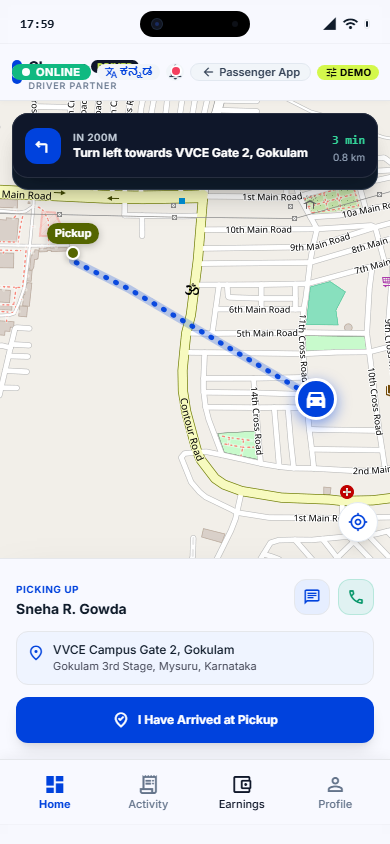 17:59
ONLINE
ಕನ್ನಡ
Passenger App
DEMO
DRIVER PARTNER
IN 200M
Turn left towards VVCE Gate 2, Gokulam
3 min
0.8 km
Main Road
1st Main Road
10a Main
10th Main Road
9th Main Road
8th Main
7th Main
Pickup
ॐ
6th Main Road
5th Main Road
11th Cross Road
10th Cross Road
14th Cross Road
Contour Road
2nd Main
1st Main R
PICKING UP
Sneha R. Gowda
VVCE Campus Gate 2, Gokulam
Gokulam 3rd Stage, Mysuru, Karnataka
I Have Arrived at Pickup
Home
Activity
Earnings
Profile